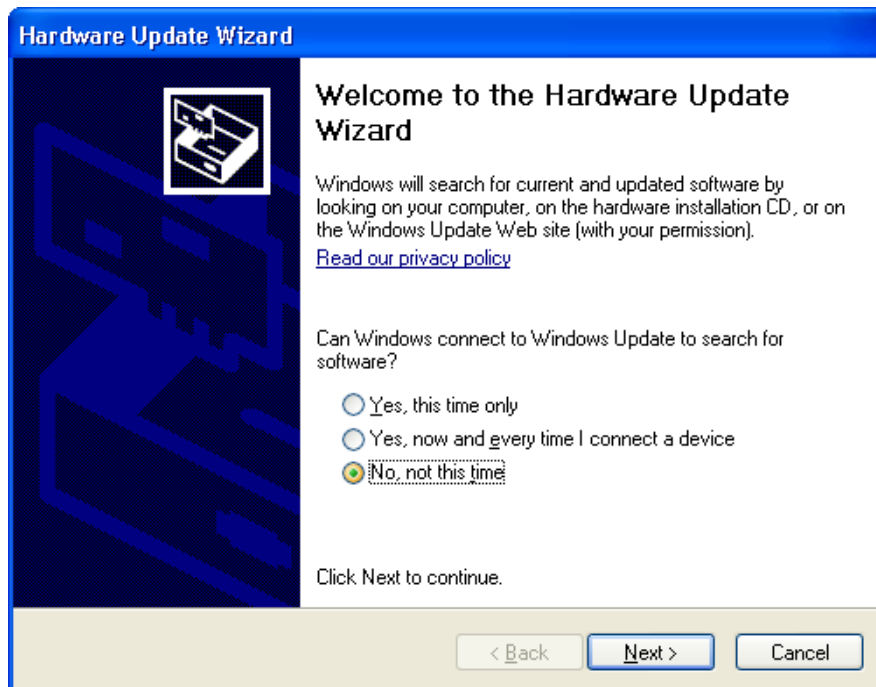 Hardware Update Wizard
Welcome to the Hardware Update
Wizard
Windows will search for current and updated software by
looking on your computer, on the hardware installation CD, or on
the Windows Update Web site (with your permission).
Read our privacy policy
Can Windows connect to Windows Update to search for
software?
Yes, this time only
Yes, now and every time I connect a device
No, not this time
Click Next to continue.
< Back   Next >   Cancel